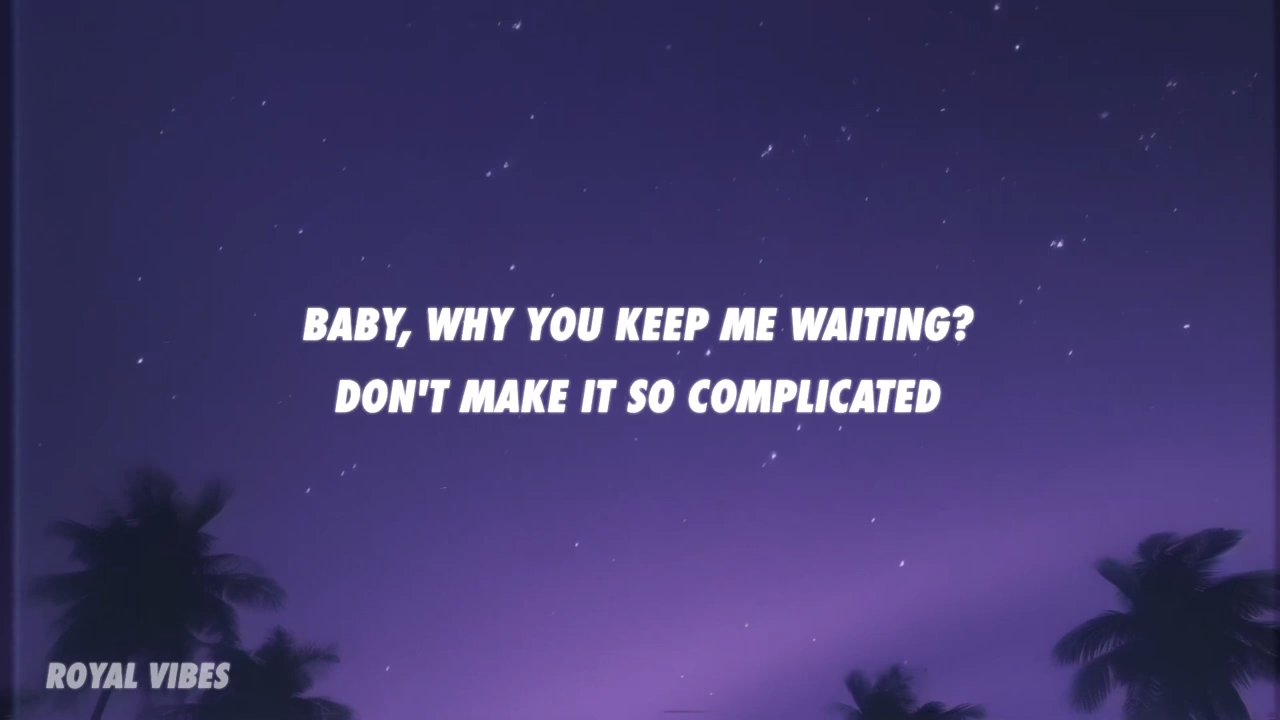 BABY, WHY YOU KEEP ME WAITING?
DON'T MAKE IT SO COMPLICATED
ROYAL VIBES